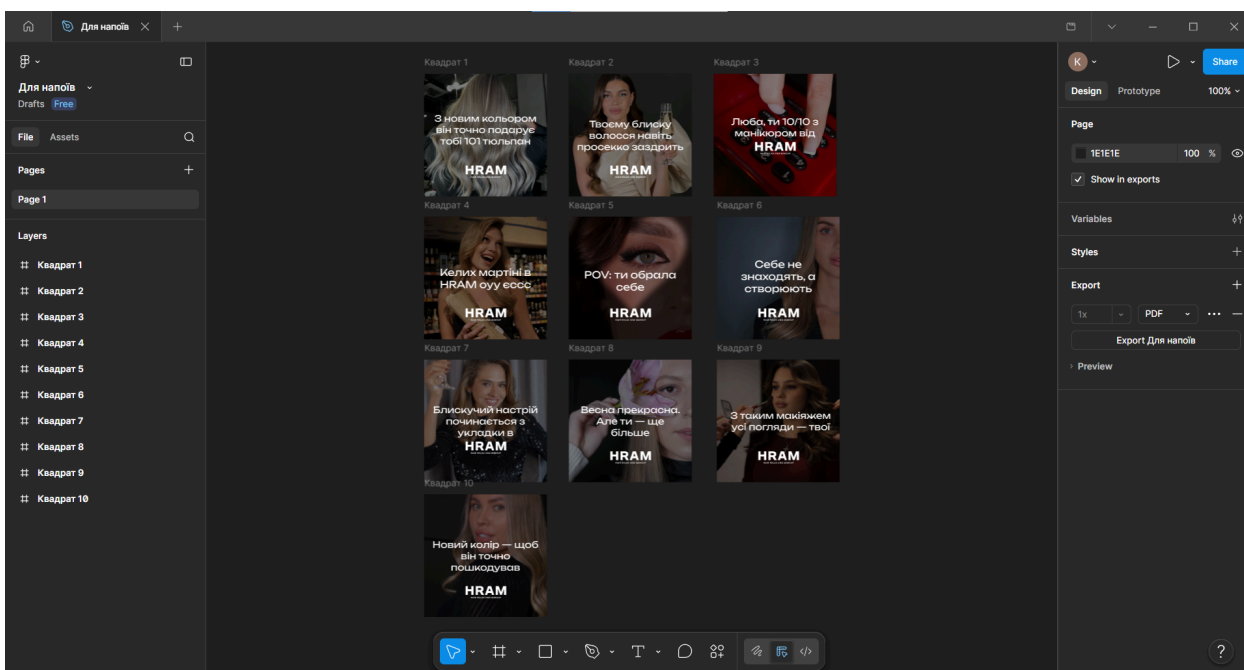 Для напоїв
Для напоїв
Drafts Free
File Assets
Pages
Page 1
Layers
Квадрат 1
Квадрат 2
Квадрат 3
Квадрат 4
Квадрат 5
Квадрат 6
Квадрат 7
Квадрат 8
Квадрат 9
Квадрат 10
Квадрат 1
З новим кольором
він точно подарує
тобі 101 тюльпан
HRAM
Квадрат 2
Твоєму блиску
волосся навіть
просекко заздрить
HRAM
Квадрат 3
Люба, ти 10/10 з
манікюром від
HRAM
Квадрат 4
Келих мартіні в
HRAM оуу єссс
HRAM
Квадрат 5
POV: ти обрала
себе
HRAM
Квадрат 6
Себе не
знаходять, а
створюють
HRAM
Квадрат 7
Блискучий настрій
починається з
укладки в
HRAM
Квадрат 8
Весна прекрасна.
Але ти — ще
більше
HRAM
Квадрат 9
З таким макіяжем
усі погляди — твої
HRAM
Квадрат 10
Новий колір — щоб
він точно
пошкодував
HRAM
K
Share
Design Prototype 100%
Page
1E1E1E 100 %
Show in exports
Variables
Styles
Export
1x PDF
Export Для напоїв
Preview
?